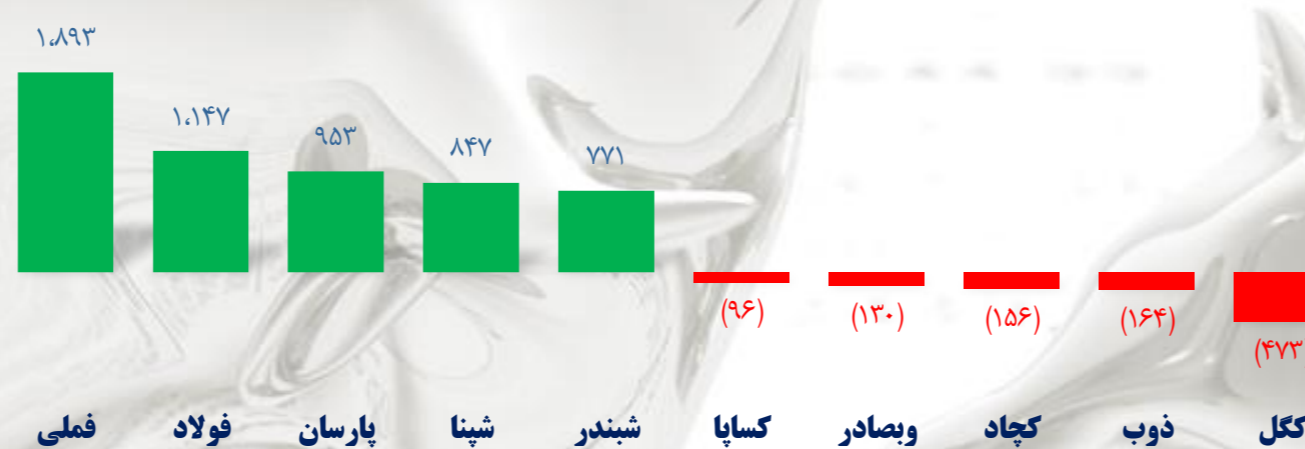 ۱،۸۹۳
۱،۱۴۷
۹۵۳
۸۴۷
۷۷۱
(۹۶)
(۱۳۰)
(۱۵۶)
(۱۶۴)
(۴۷۳
فملی
فولاد
پارسان
شپنا
شبندر
کساپا
وبصادر
کچاد
ذوب
کگل